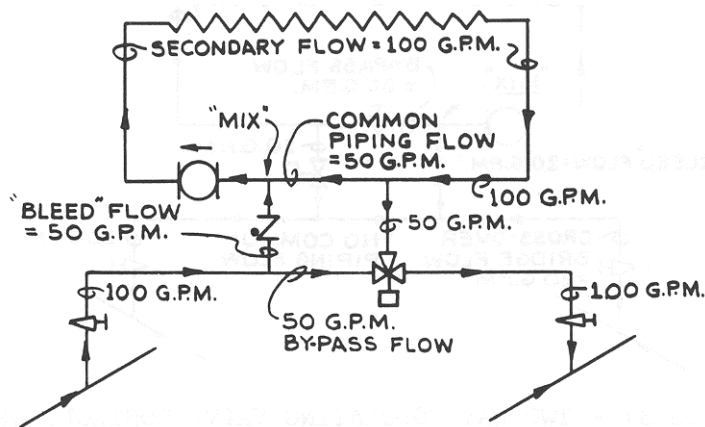 SECONDARY FLOW = 100 G.P.M.
"MIX"
COMMON
PIPING FLOW
= 50 G.P.M.
100 G.P.M.
"BLEED" FLOW
= 50 G.P.M.
50 G.P.M.
100 G.P.M.
50 G.P.M.
BY-PASS FLOW
100 G.P.M.